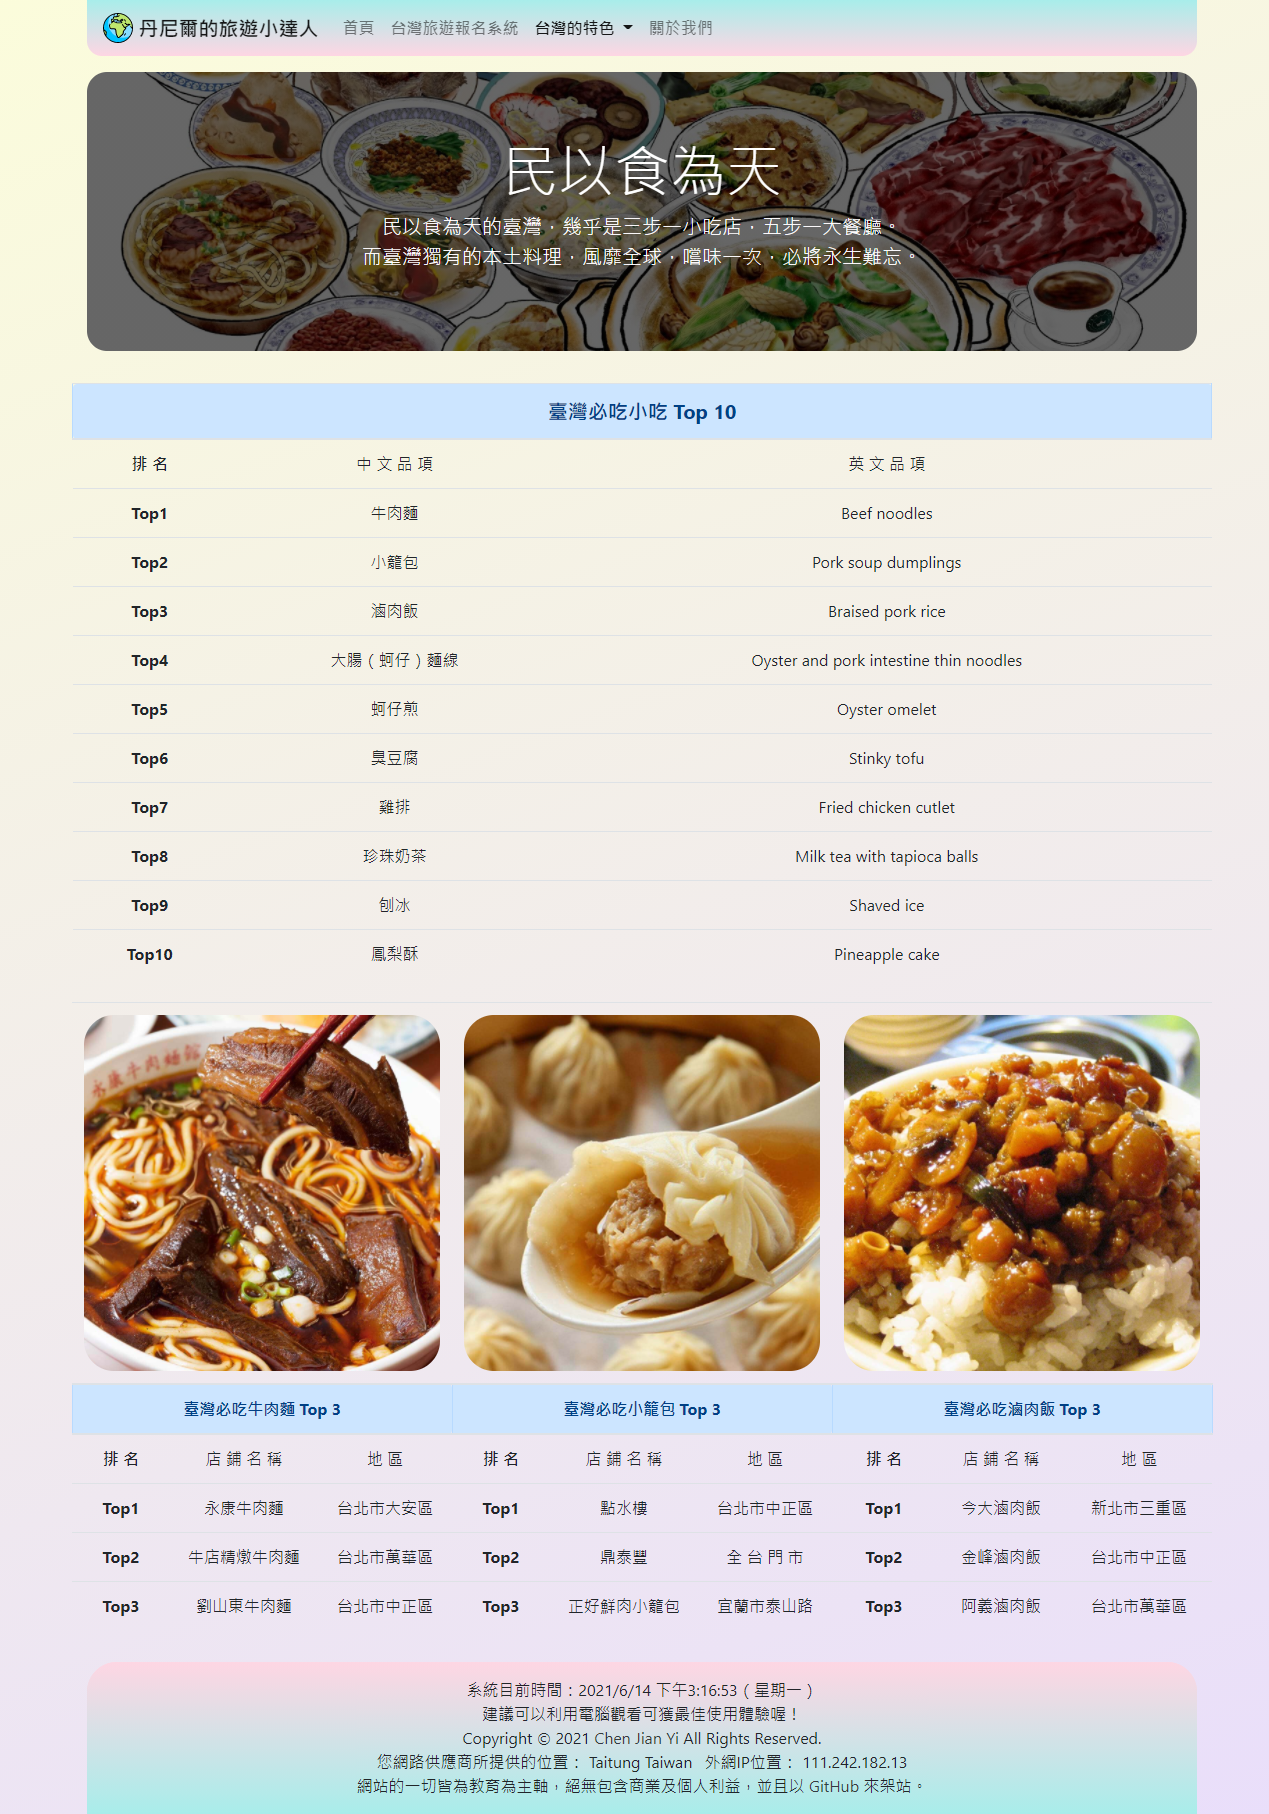 丹尼爾的旅遊小達人 首頁 台灣旅遊報名系統 台灣的特色 關於我們
民以食為天
民以食為天的臺灣，幾乎是三步一小吃店，五步一大餐廳。
而臺灣獨有的本土料理，風靡全球，嚐味一次，必將永生難忘。
臺灣必吃小吃 Top 10
排 名 中 文 品 項 英 文 品 項
Top1 牛肉麵 Beef noodles
Top2 小籠包 Pork soup dumplings
Top3 滷肉飯 Braised pork rice
Top4 大腸（蚵仔）麵線 Oyster and pork intestine thin noodles
Top5 蚵仔煎 Oyster omelet
Top6 臭豆腐 Stinky tofu
Top7 雞排 Fried chicken cutlet
Top8 珍珠奶茶 Milk tea with tapioca balls
Top9 刨冰 Shaved ice
Top10 鳳梨酥 Pineapple cake
永康牛肉麵館
臺灣必吃牛肉麵 Top 3 臺灣必吃小籠包 Top 3 臺灣必吃滷肉飯 Top 3
排 名 店 鋪 名 稱 地 區 排 名 店 鋪 名 稱 地 區 排 名 店 鋪 名 稱 地 區
Top1 永康牛肉麵 台北市大安區 Top1 點水樓 台北市中正區 Top1 今大滷肉飯 新北市三重區
Top2 牛店精燉牛肉麵 台北市萬華區 Top2 鼎泰豐 全 台 門 市 Top2 金峰滷肉飯 台北市中正區
Top3 劉山東牛肉麵 台北市中正區 Top3 正好鮮肉小籠包 宜蘭市泰山路 Top3 阿義滷肉飯 台北市萬華區
系統目前時間：2021/6/14 下午3:16:53（星期一）
建議可以利用電腦觀看可獲最佳使用體驗喔！
Copyright © 2021 Chen Jian Yi All Rights Reserved.
您網路供應商所提供的位置： Taitung Taiwan 外網IP位置： 111.242.182.13
網站的一切皆為教育為主軸，絕無包含商業及個人利益，並且以 GitHub 來架站。